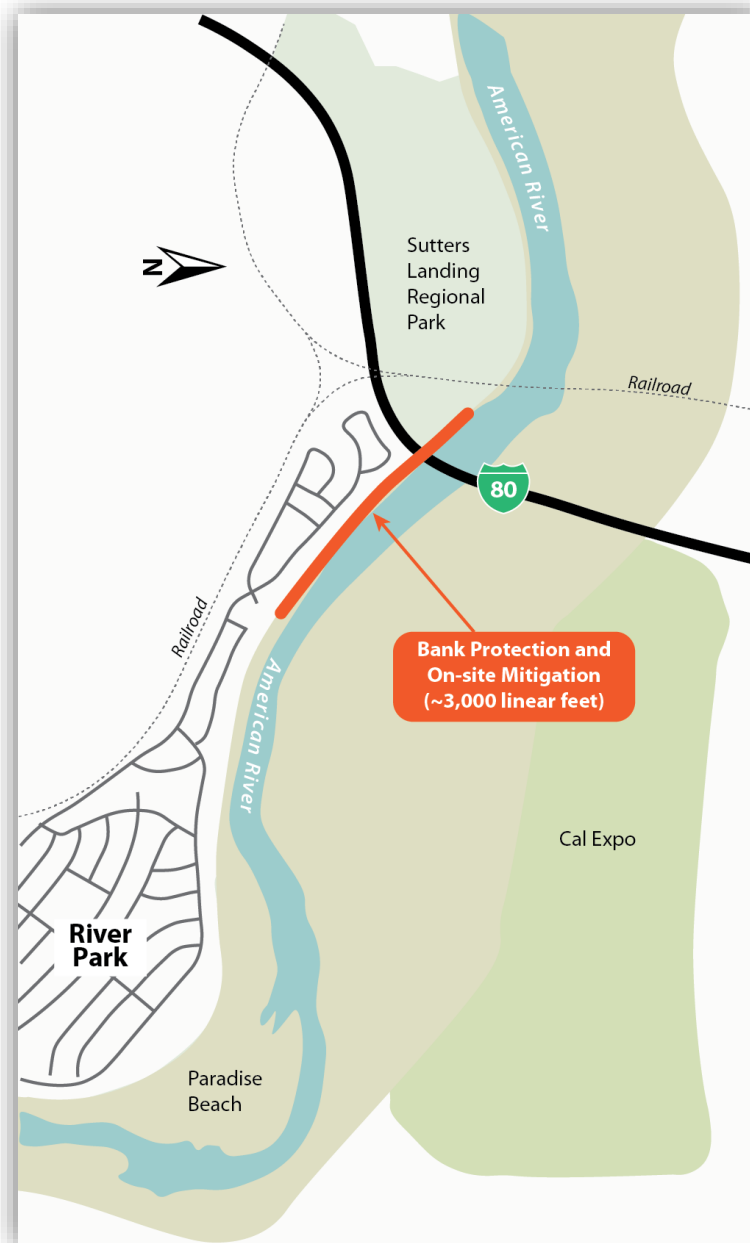 American River
Sutters
Landing
Regional
Park
N
Railroad
80
Railroad
Bank Protection and
On-site Mitigation
(~3,000 linear feet)
American River
Cal Expo
River
Park
Paradise
Beach